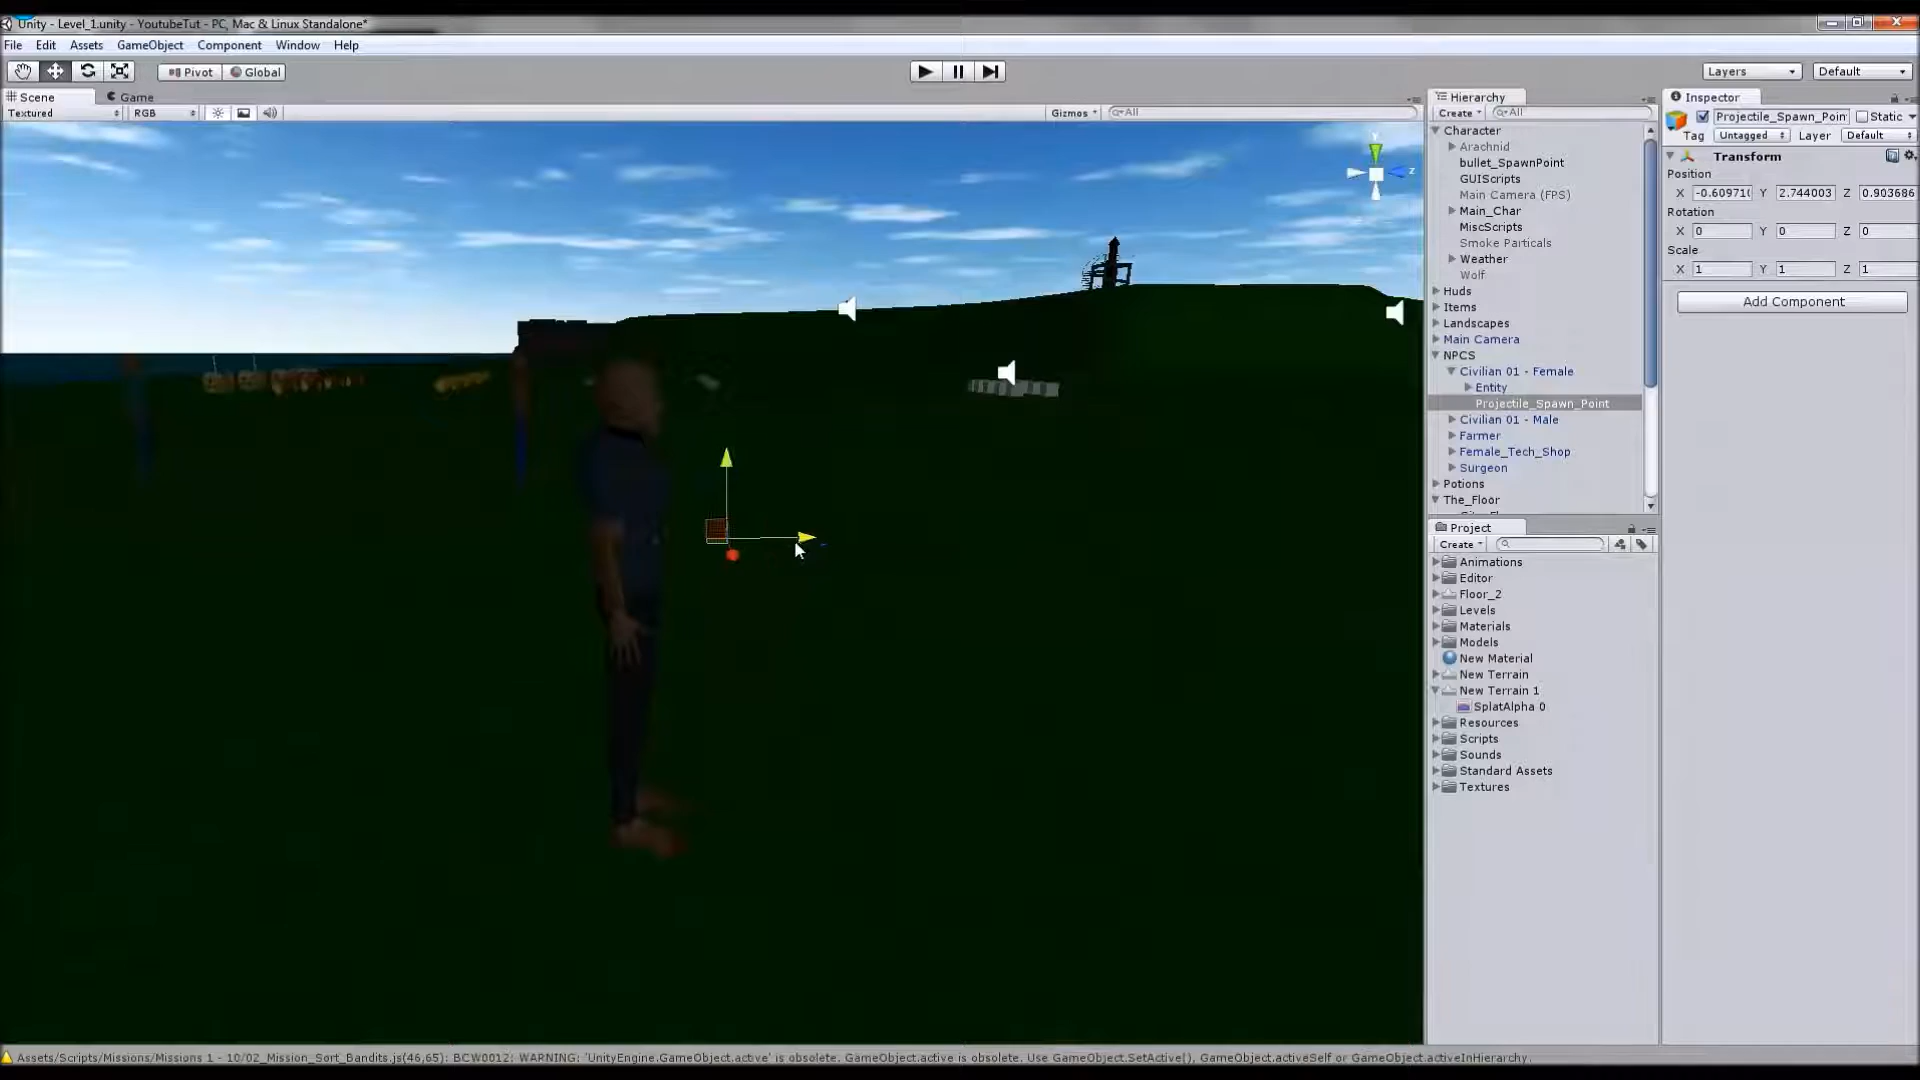 Unity - Level_1.unity - YoutubeTut - PC, Mac & Linux Standalone*
File Edit Assets GameObject Component Window Help
Pivot Global Layers Default
Scene Game
Textured RGB Gizmos All
Hierarchy
Create All
Character
Arachnid
bullet_SpawnPoint
GUIScripts
Main Camera (FPS)
Main_Char
MiscScripts
Smoke Particals
Weather
Wolf
Huds
Items
Landscapes
Main Camera
NPCS
Civilian 01 - Female
Entity
Projectile_Spawn_Point
Civilian 01 - Male
Farmer
Female_Tech_Shop
Surgeon
Potions
The_Floor
Project
Create
Animations
Editor
Floor_2
Levels
Materials
Models
New Material
New Terrain
New Terrain 1
SplatAlpha 0
Resources
Scripts
Sounds
Standard Assets
Textures
Inspector
Projectile_Spawn_Poin Static
Tag Untagged Layer Default
Transform
Position
X -0.60971( Y 2.744003 Z 0.903686
Rotation
X 0 Y 0 Z 0
Scale
X 1 Y 1 Z 1
Add Component
Assets/Scripts/Missions/Missions 1 - 10/02_Mission_Sort_Bandits.js(46,65): BCW0012: WARNING: 'UnityEngine.GameObject.active' is obsolete. GameObject.active is obsolete. Use GameObject.SetActive(), GameObject.activeSelf or GameObject.activeInHierarchy.